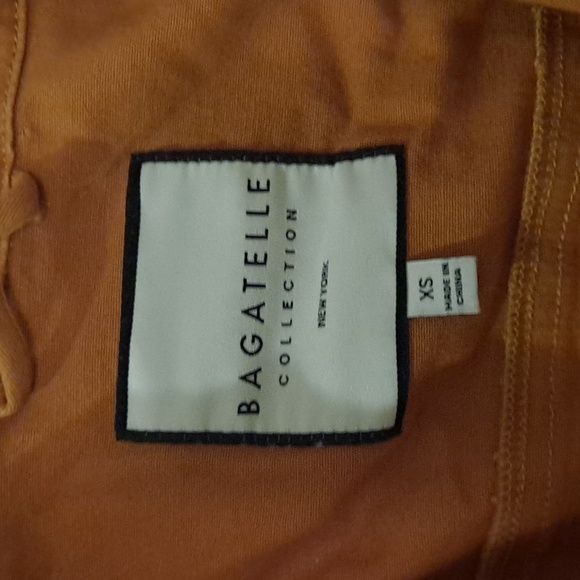 BAGATELLE
COLLECTION
NEW YORK
XS
MADE IN
CHINA